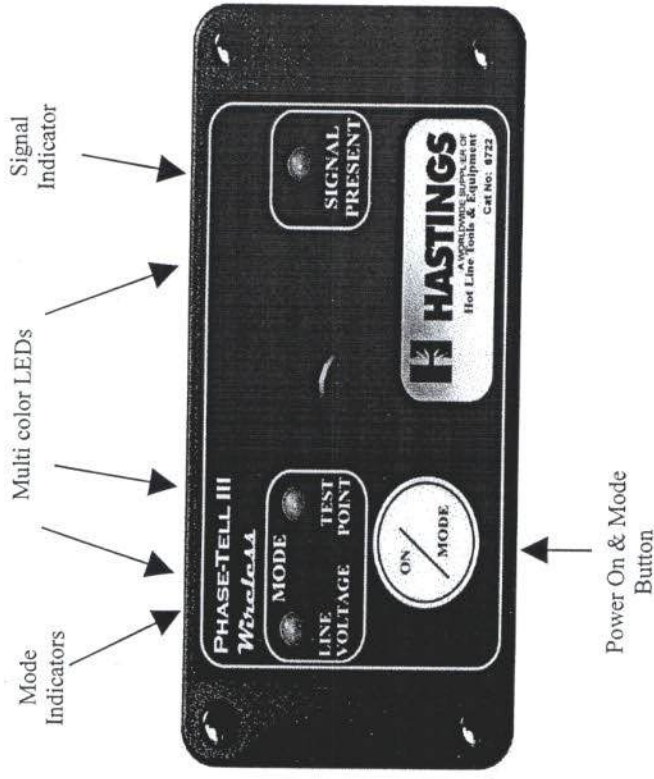 Mode
Indicators
Multi color LEDs
Signal
Indicator
PHASE-TELL III
Wireless
MODE
LINE
VOLTAGE
TEST
POINT
SIGNAL
PRESENT
ON
MODE
HASTINGS
A WORLDWIDE SUPPLIER OF
Hot Line Tools & Equipment
Cat No: 6722
Power On & Mode
Button